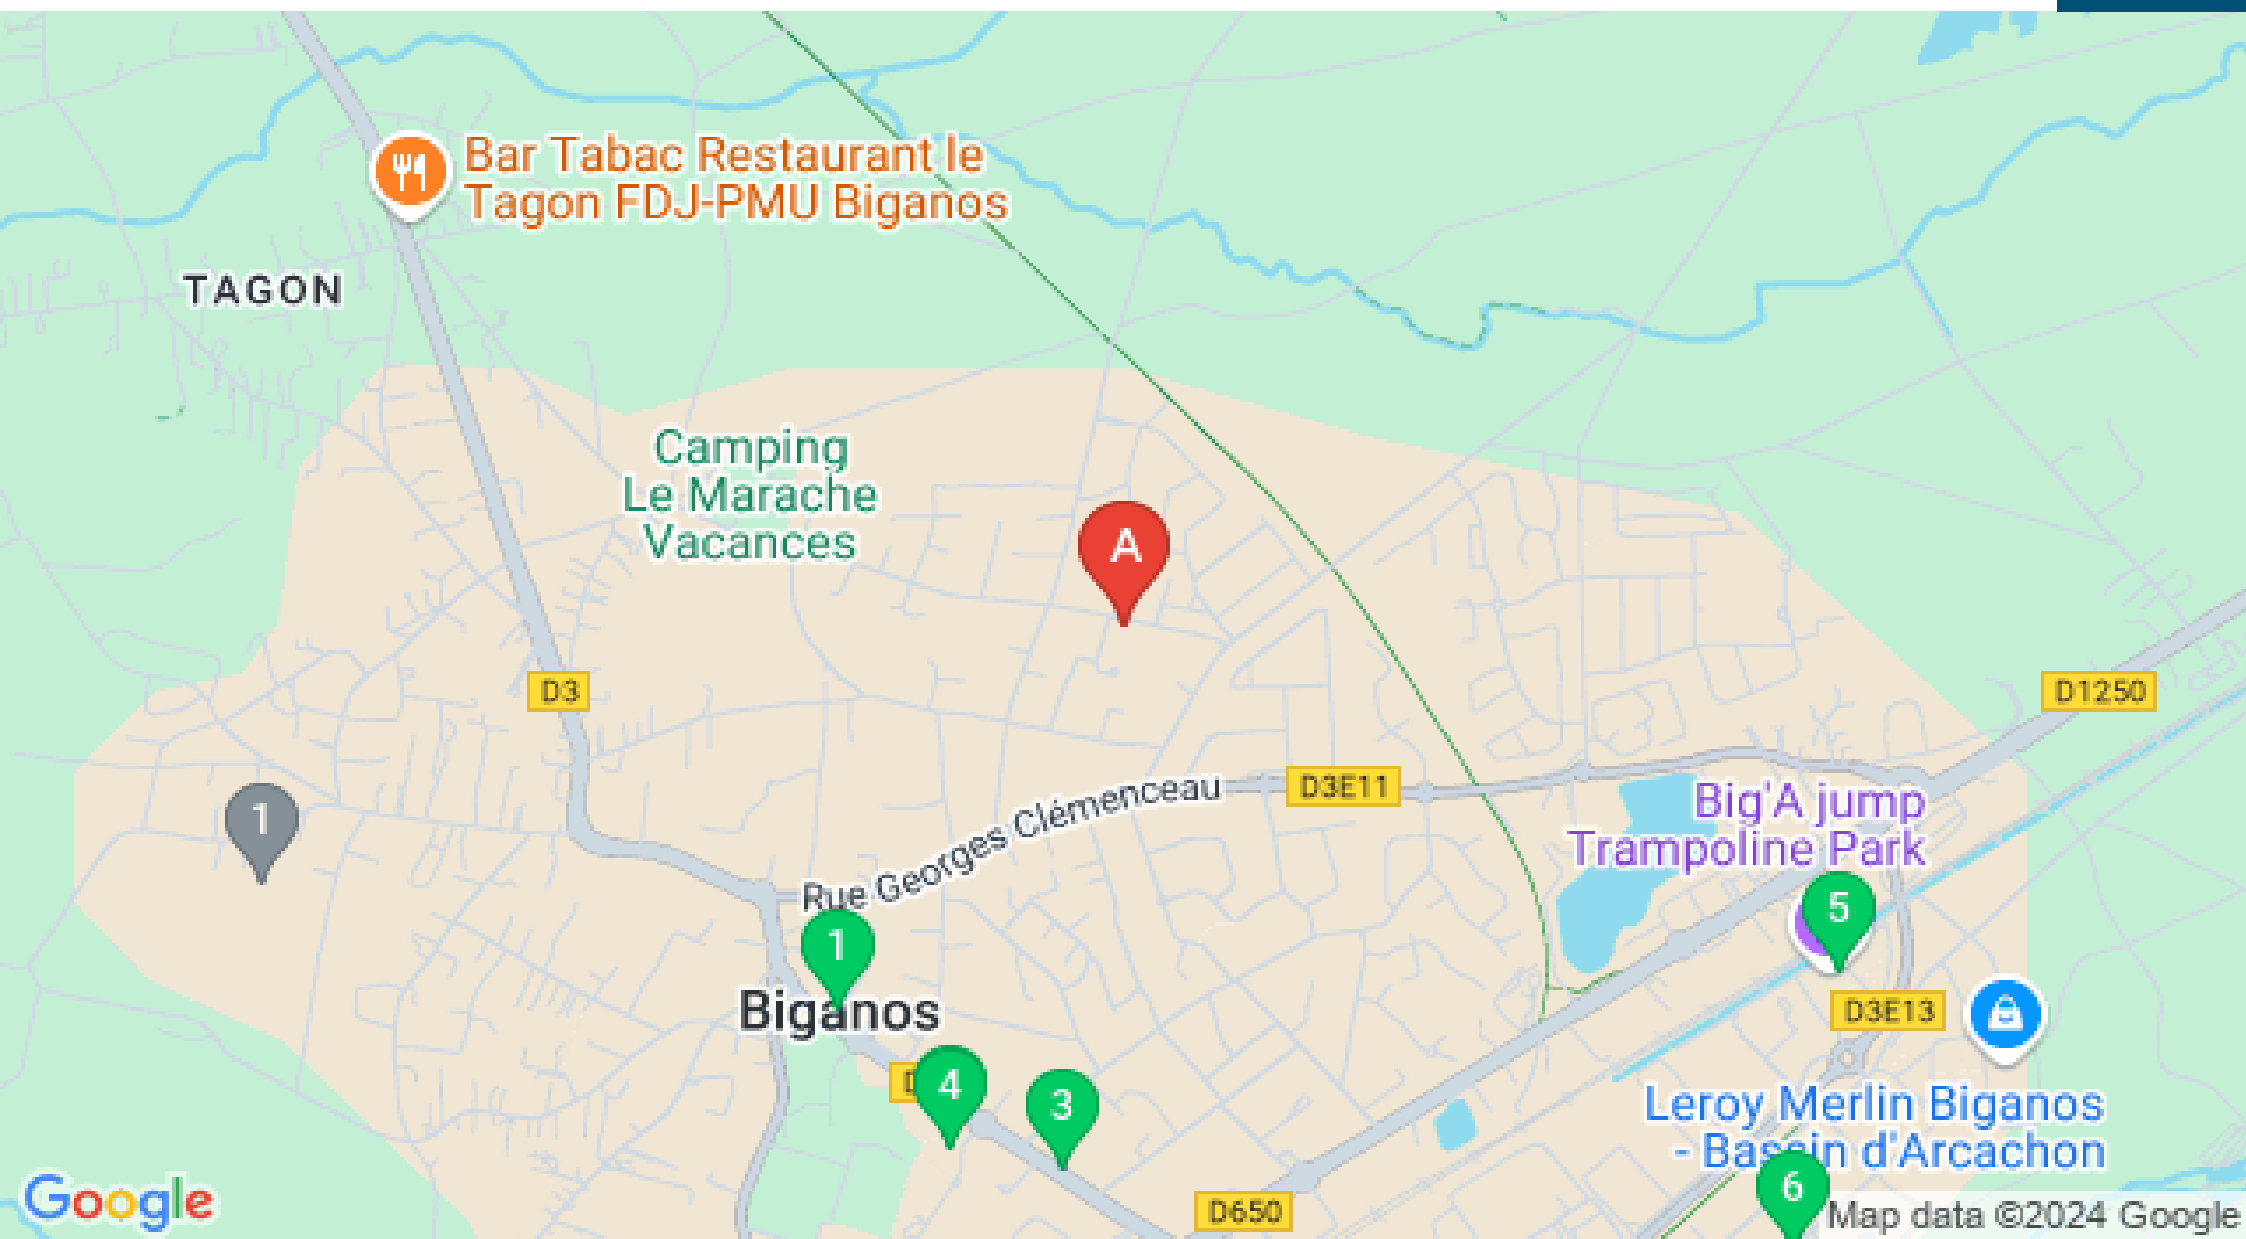 Bar Tabac Restaurant le
Tagon FDJ-PMU Biganos
TAGON
Camping
Le Marache
Vacances
A
D3
D1250
D3E11
Rue Georges Clémenceau
Big'A jump
Trampoline Park
1
5
1
Biganos
D3E13
4
3
Leroy Merlin Biganos
- Bassin d'Arcachon
6
D650
Google
Map data ©2024 Google